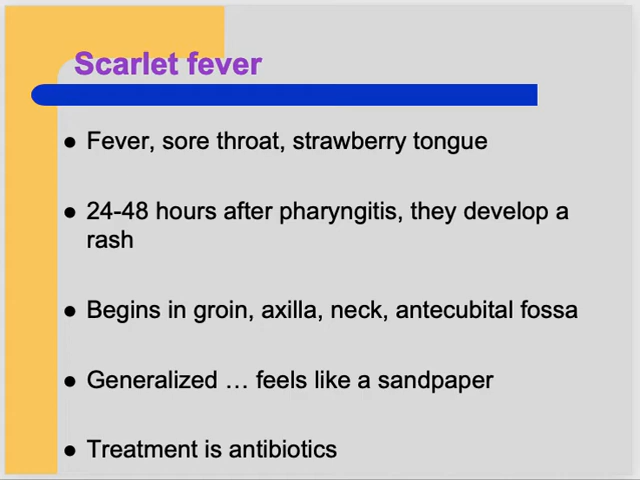 Scarlet fever
● Fever, sore throat, strawberry tongue
● 24-48 hours after pharyngitis, they develop a
rash
● Begins in groin, axilla, neck, antecubital fossa
● Generalized … feels like a sandpaper
● Treatment is antibiotics